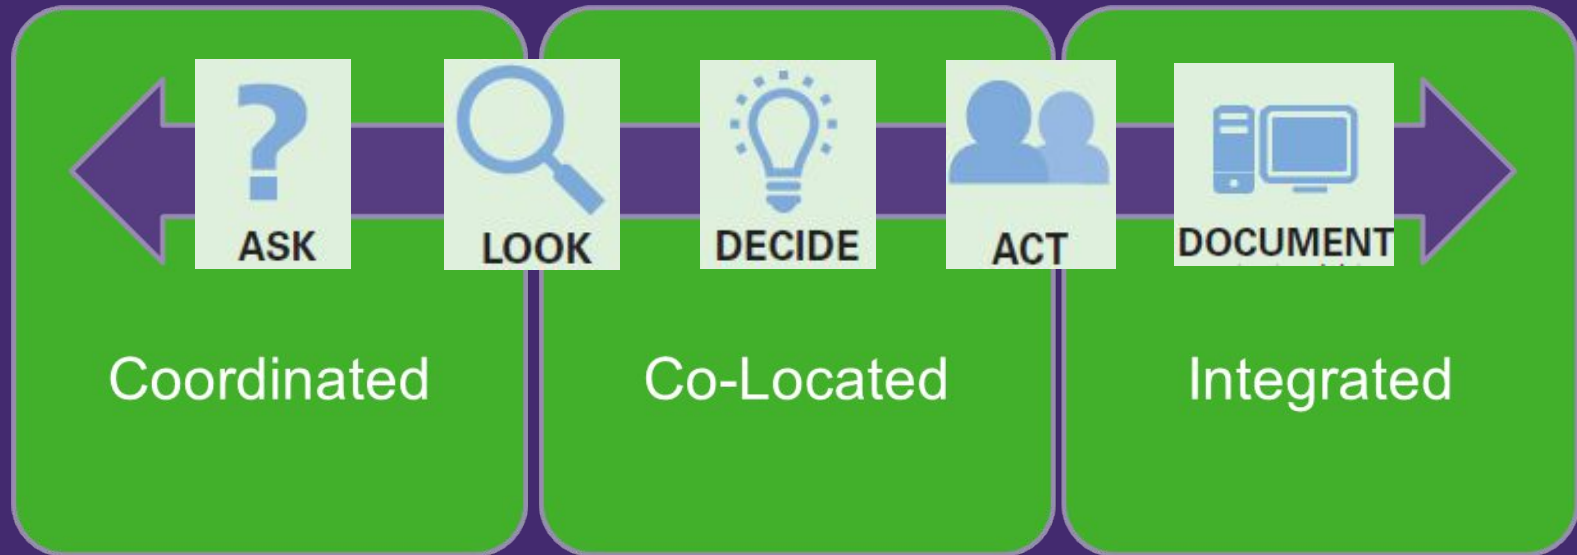 ASK
LOOK
DECIDE
ACT
DOCUMENT
Coordinated
Co-Located
Integrated